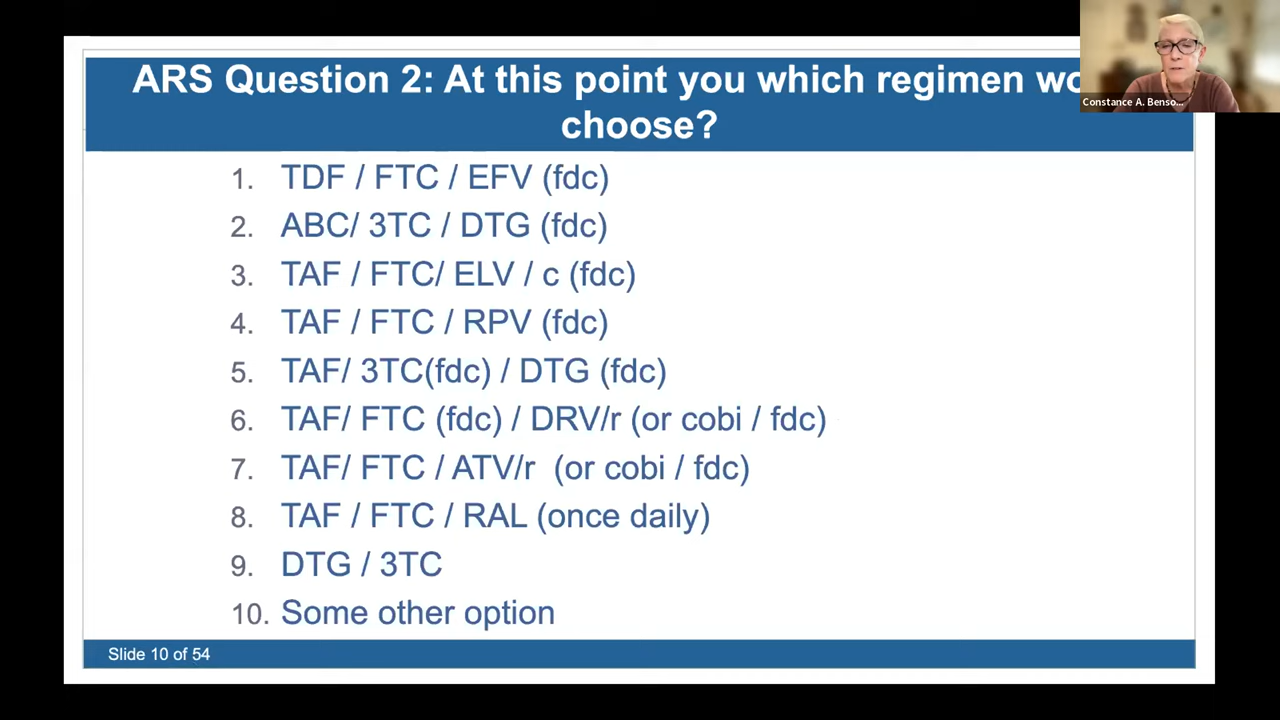 ARS Question 2: At this point you which regimen wo
choose?
1. TDF / FTC / EFV (fdc)
2. ABC/ 3TC / DTG (fdc)
3. TAF / FTC/ ELV / c (fdc)
4. TAF / FTC / RPV (fdc)
5. TAF/ 3TC(fdc) / DTG (fdc)
6. TAF/ FTC (fdc) / DRV/r (or cobi / fdc)
7. TAF/ FTC / ATV/r (or cobi / fdc)
8. TAF / FTC / RAL (once daily)
9. DTG / 3TC
10. Some other option
Slide 10 of 54
Constance A. Benso...